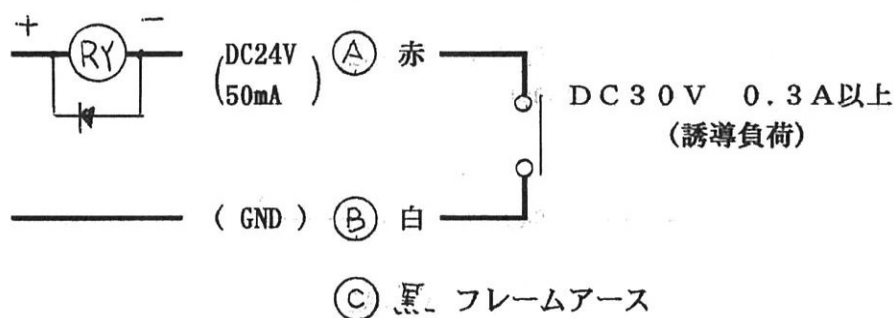 + −
RY
DC24V
50mA
A 赤
DC30V 0.3A以上
(誘導負荷)
( GND ) B 白
C 黒 フレームアース